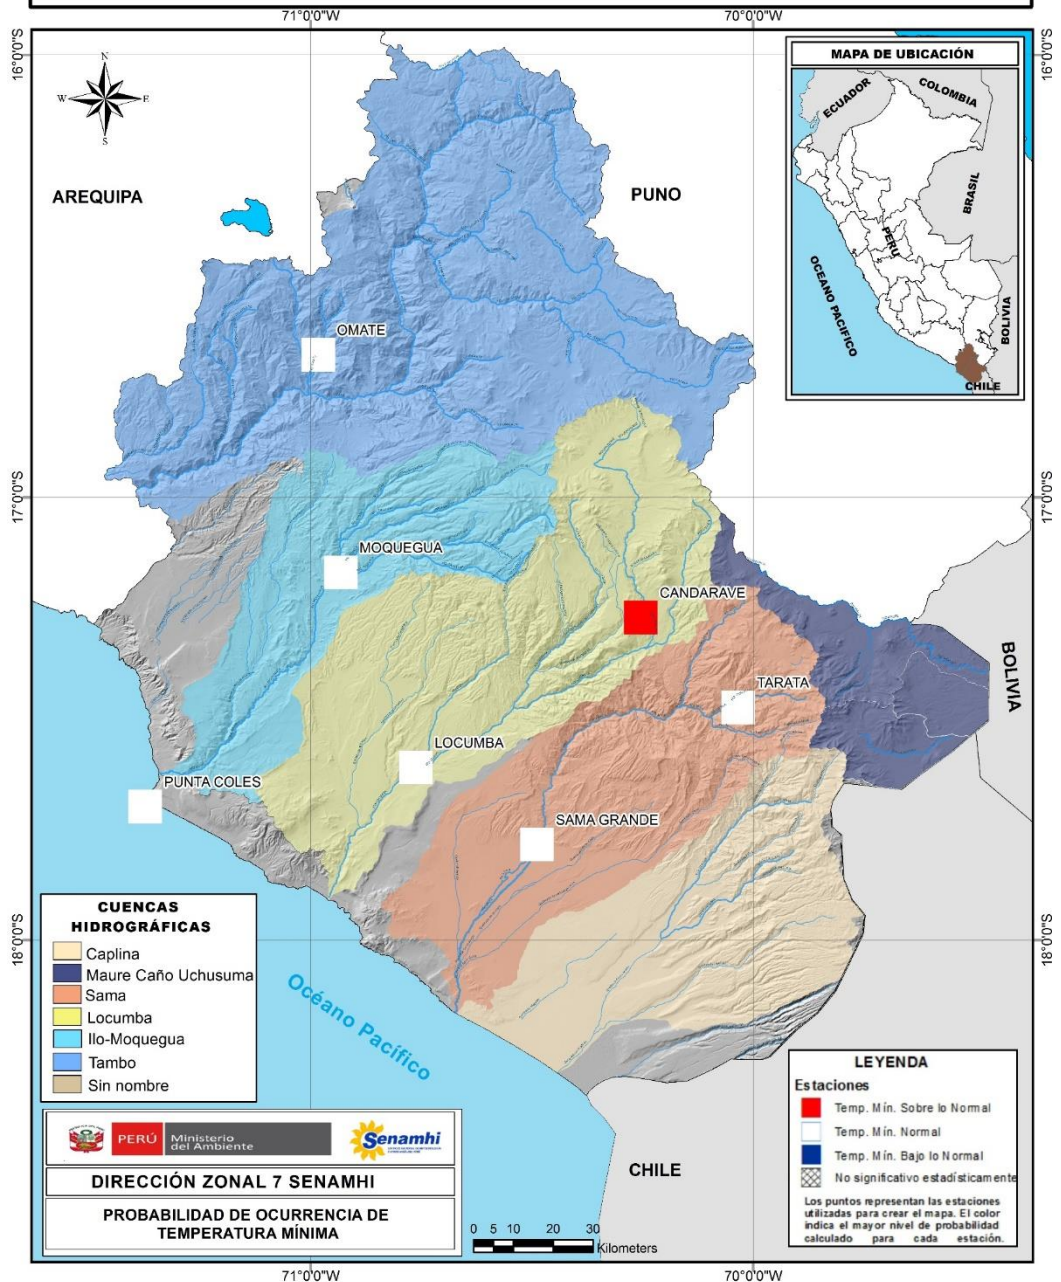 71°0'0"W
70°0'0"W
16°0'0"S
16°0'0"S
N
W
E
S
MAPA DE UBICACIÓN
ECUADOR
COLOMBIA
BRASIL
PERU
OCEANO PACIFICO
BOLIVIA
CHILE
AREQUIPA
PUNO
OMATE
17°0'0"S
17°0'0"S
MOQUEGUA
CANDARAVE
TARATA
BOLIVIA
LOCUMBA
PUNTA COLES
SAMA GRANDE
18°0'0"S
18°0'0"S
CUENCAS
HIDROGRÁFICAS
Caplina
Maure Caño Uchusuma
Sama
Locumba
Ilo-Moquegua
Tambo
Sin nombre
Océano Pacífico
LEYENDA
Estaciones
Temp. Mín. Sobre lo Normal
Temp. Mín. Normal
Temp. Mín. Bajo lo Normal
No significativo estadísticamente
Los puntos representan las estaciones
utilizadas para crear el mapa. El color
indica el mayor nivel de probabilidad
calculado para cada estación.
PERÚ
Ministerio
del Ambiente
Senamhi
DIRECCIÓN ZONAL 7 SENAMHI
PROBABILIDAD DE OCURRENCIA DE
TEMPERATURA MÍNIMA
CHILE
0 5 10 20 30
Kilometers
71°0'0"W
70°0'0"W